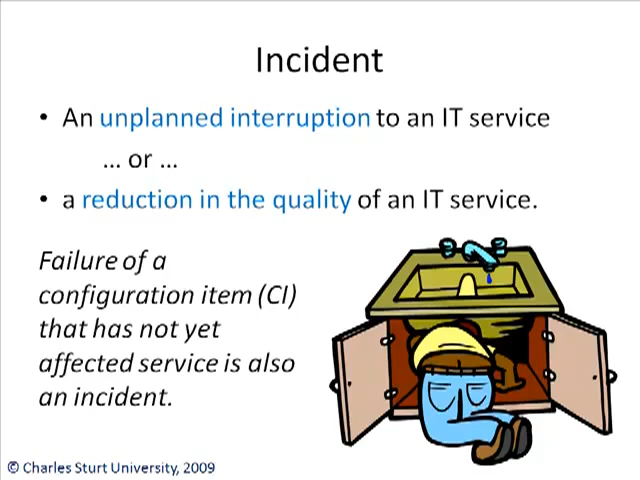 Incident
• An unplanned interruption to an IT service
... or ...
• a reduction in the quality of an IT service.
Failure of a
configuration item (CI)
that has not yet
affected service is also
an incident.
© Charles Sturt University, 2009